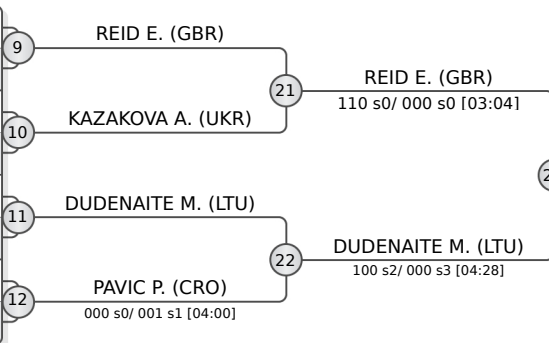 9
REID E. (GBR)
10
KAZAKOVA A. (UKR)
21
REID E. (GBR)
110 s0/ 000 s0 [03:04]
11
DUDENAITE M. (LTU)
12
PAVIC P. (CRO)
000 s0/ 001 s1 [04:00]
22
DUDENAITE M. (LTU)
100 s2/ 000 s3 [04:28]